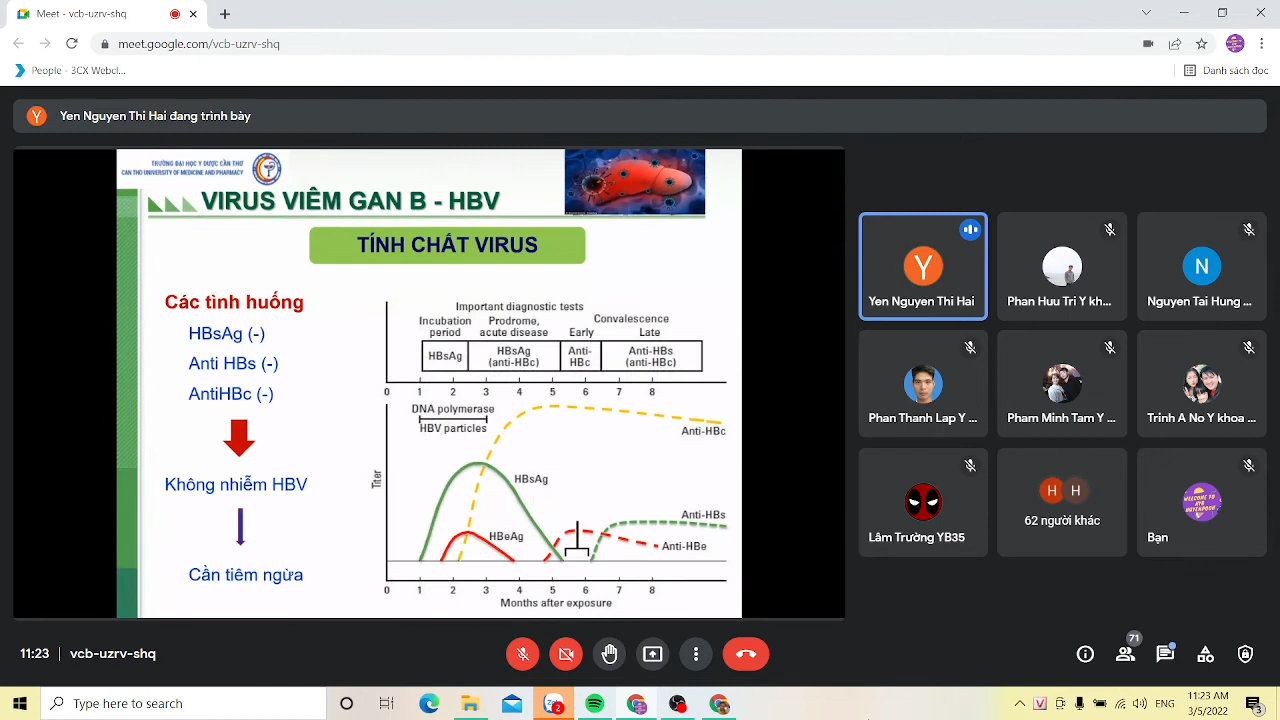 Meet - vcb-uzrv-shq
meet.google.com/vcb-uzrv-shq
People - 3CX Webcl...
Danh sách đọc
Y
Yen Nguyen Thi Hai đang trình bày
TRƯỜNG ĐẠI HỌC Y DƯỢC CẦN THƠ
CAN THO UNIVERSITY OF MEDICINE AND PHARMACY
VIRUS VIÊM GAN B - HBV
TÍNH CHẤT VIRUS
Các tình huống
HBsAg (-)
Anti HBs (-)
AntiHBc (-)
Không nhiễm HBV
Cần tiêm ngừa
Important diagnostic tests
Incubation period
Prodrome, acute disease
Convalescence
Early
Late
HBsAg
HBsAg (anti-HBc)
Anti-HBc
Anti-HBs (anti-HBc)
0 1 2 3 4 5 6 7 8
DNA polymerase
HBV particles
Anti-HBc
Titer
HBsAg
HBeAg
Anti-HBs
Anti-HBe
0 1 2 3 4 5 6 7 8
Months after exposure
Y
Yen Nguyen Thi Hai
Phan Huu Tri Y kh...
N
Nguyen Tai Hung ...
Phan Thanh Lap Y ...
Pham Minh Tam Y ...
Trinh A No Y khoa ...
Lâm Trường YB35
H H
62 người khác
WELCOME TO
Bạn
11:23 | vcb-uzrv-shq
71
Type here to search
2
11:23 AM
3/5/2022
3